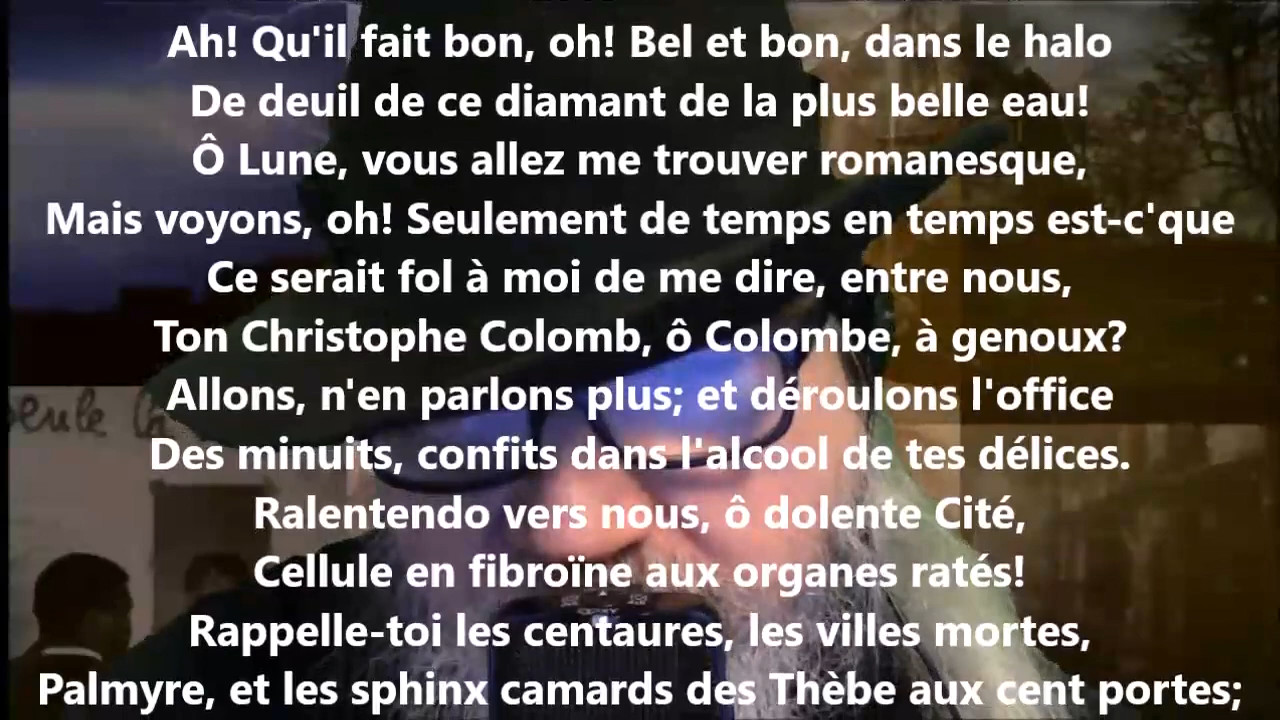 Ah! Qu'il fait bon, oh! Bel et bon, dans le halo
De deuil de ce diamant de la plus belle eau!
Ô Lune, vous allez me trouver romanesque,
Mais voyons, oh! Seulement de temps en temps est-c'que
Ce serait fol à moi de me dire, entre nous,
Ton Christophe Colomb, ô Colombe, à genoux?
Allons, n'en parlons plus; et déroulons l'office
Des minuits, confits dans l'alcool de tes délices.
Ralentendo vers nous, ô dolente Cité,
Cellule en fibroïne aux organes ratés!
Rappelle-toi les centaures, les villes mortes,
Palmyre, et les sphinx camards des Thèbe aux cent portes;